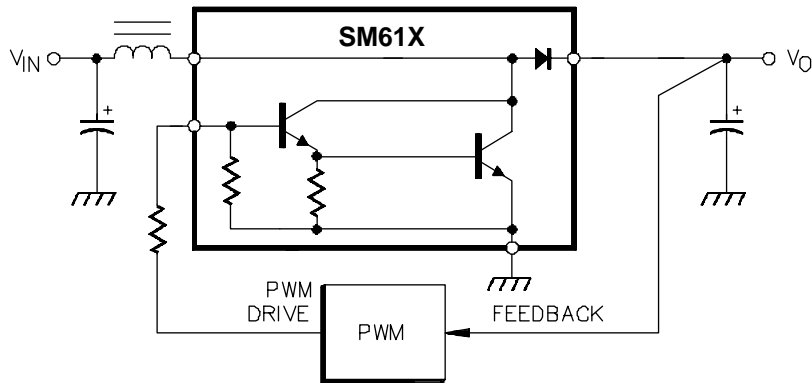 SM61X
VIN
VO
+
+
PWM
DRIVE
PWM
FEEDBACK